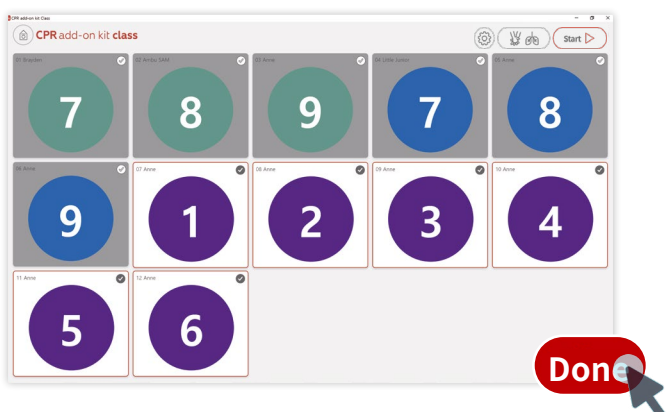 CPR add-on kit Class
CPR add-on kit class
Start
01 Brayden
02 Ambu SAM
03 Anne
04 Little Junior
05 Anne
7
8
9
7
8
06 Anne
07 Anne
08 Anne
09 Anne
10 Anne
9
1
2
3
4
11 Anne
12 Anne
5
6
Done